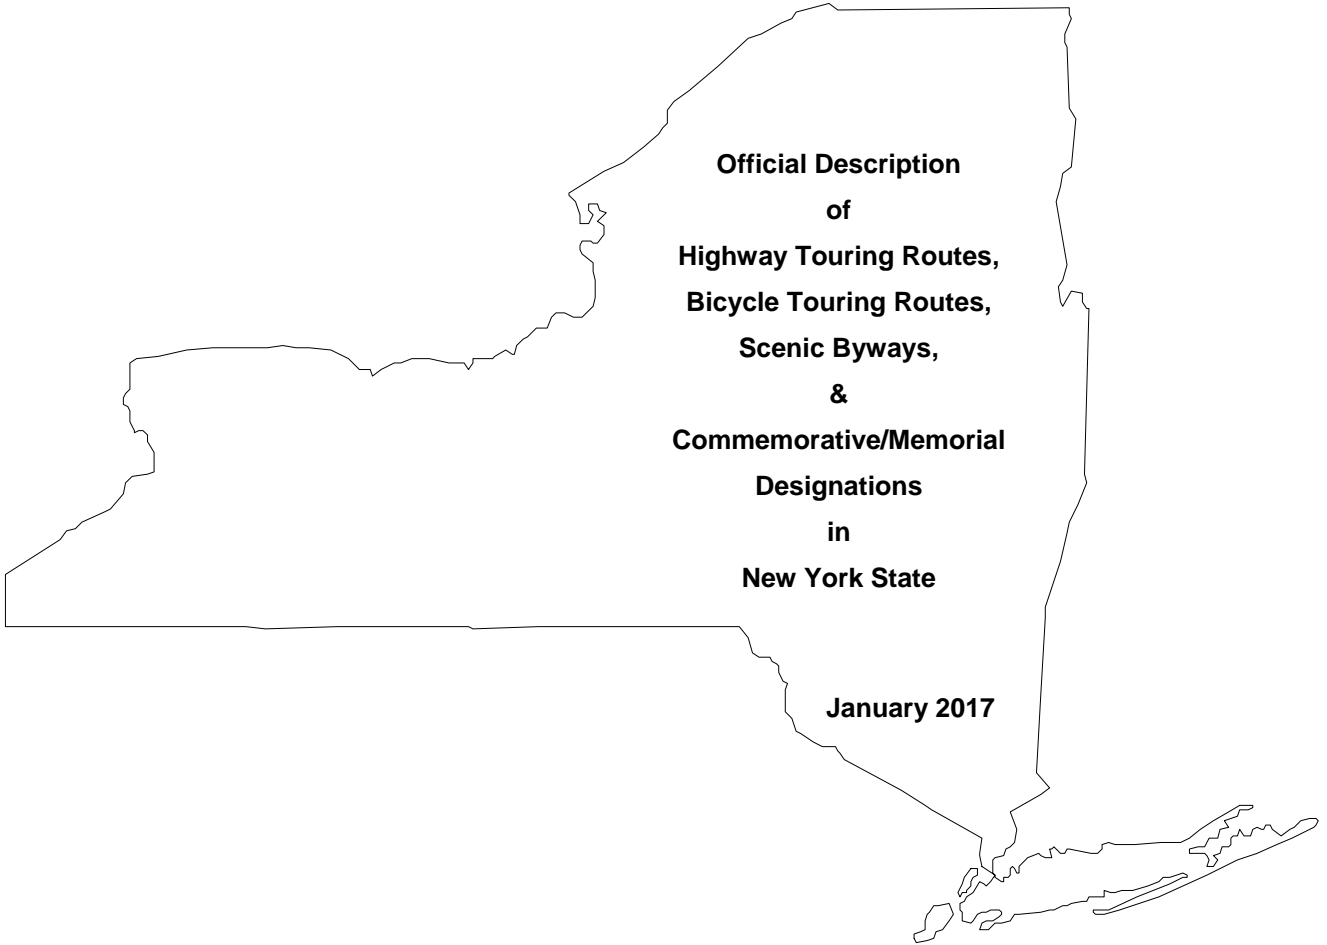 Official Description
of
Highway Touring Routes,
Bicycle Touring Routes,
Scenic Byways,
&
Commemorative/Memorial
Designations
in
New York State
January 2017